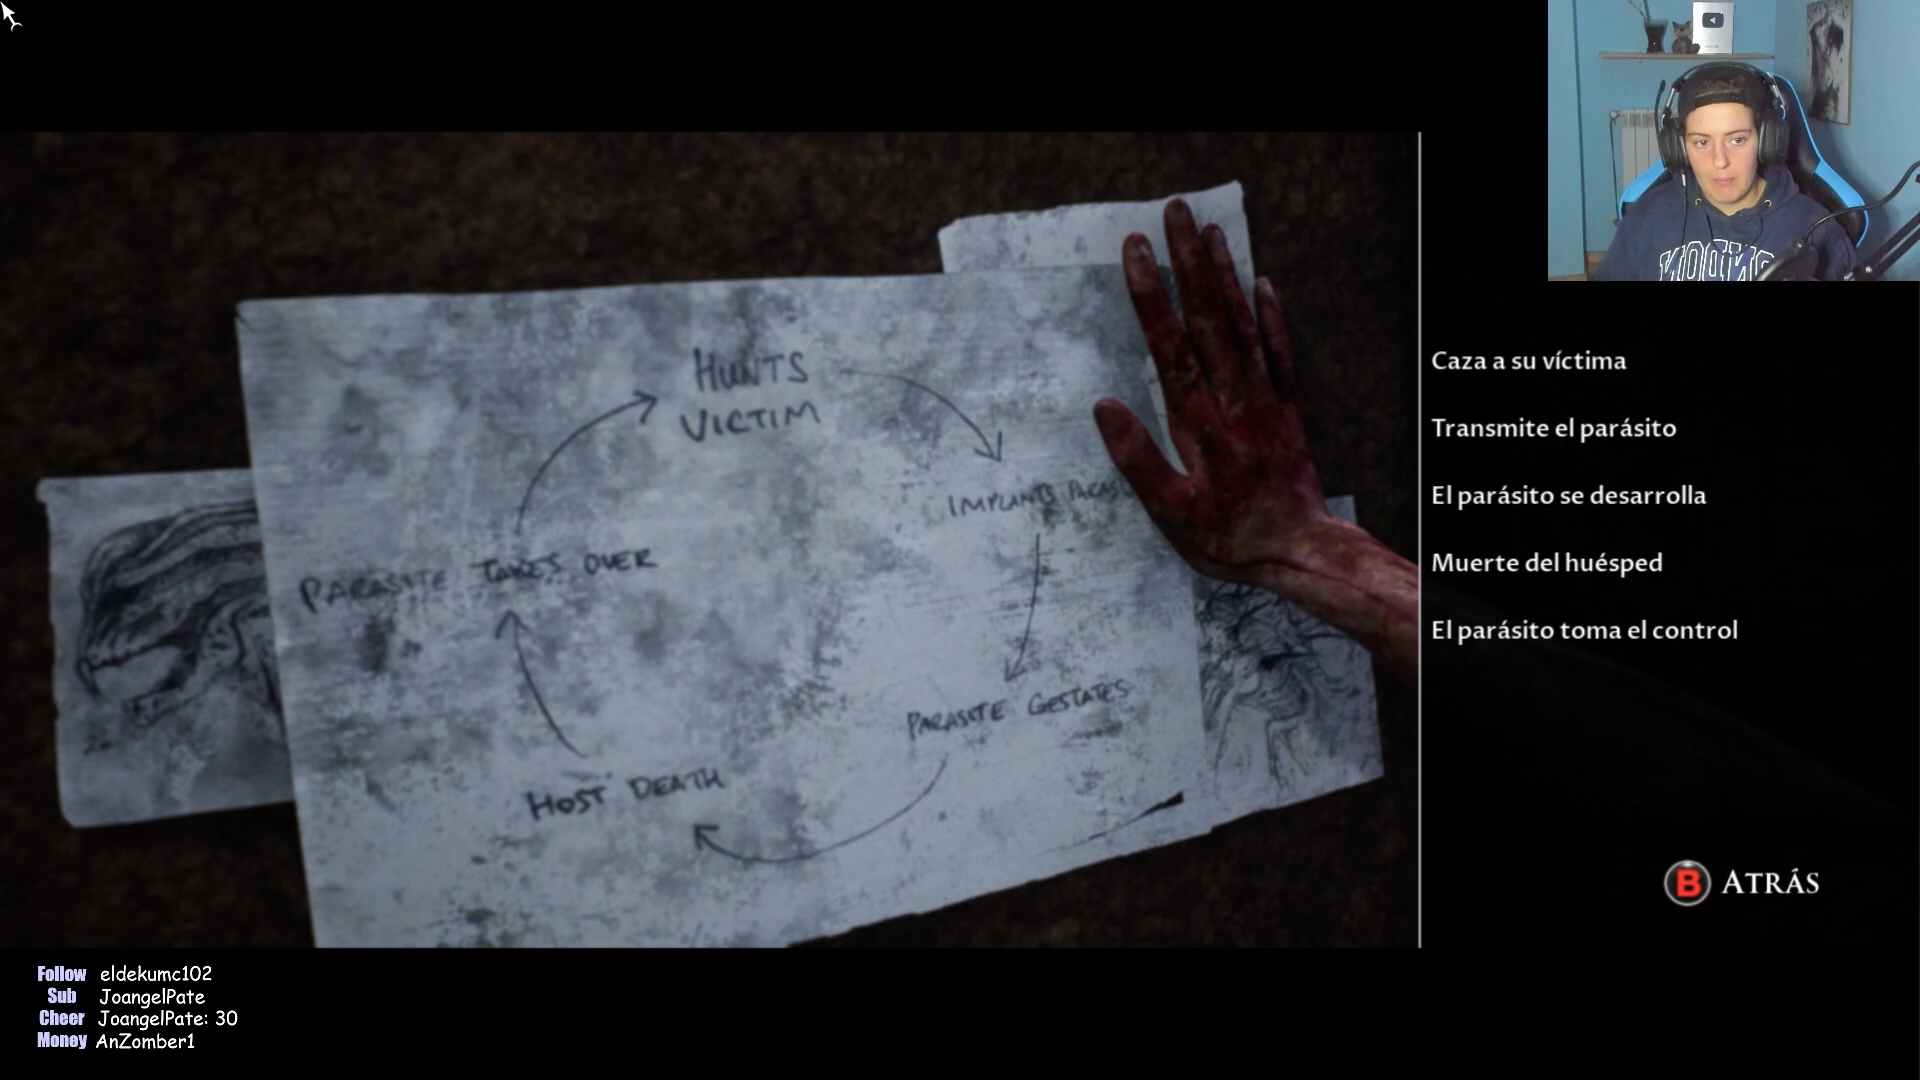 HUNTS
VICTIM
IMPLANTS
PARASITE TAKES OVER
PARASITE GESTATES
HOST DEATH
Caza a su víctima
Transmite el parásito
El parásito se desarrolla
Muerte del huésped
El parásito toma el control
B ATRÁS
Follow eldekumc102
Sub JoangelPate
Cheer JoangelPate: 30
Money AnZomber1